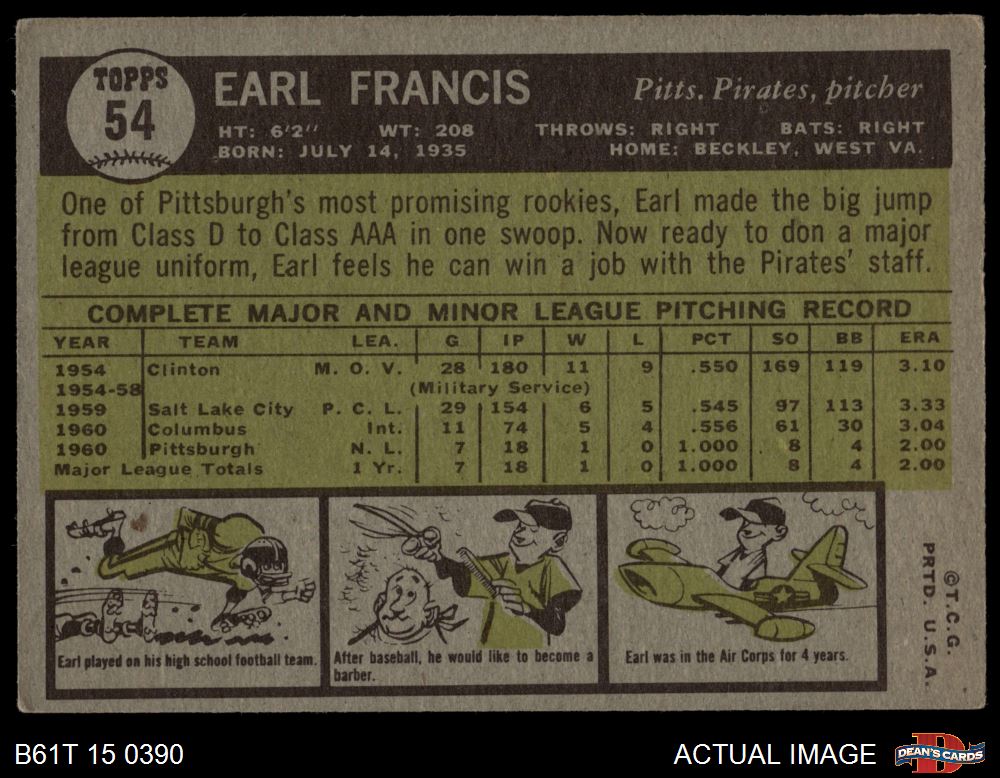 TOPPS
54
EARL FRANCIS
Pitts. Pirates, pitcher
HT: 6'2" WT: 208 THROWS: RIGHT BATS: RIGHT
BORN: JULY 14, 1935 HOME: BECKLEY, WEST VA.
One of Pittsburgh's most promising rookies, Earl made the big jump
from Class D to Class AAA in one swoop. Now ready to don a major
league uniform, Earl feels he can win a job with the Pirates' staff.
COMPLETE MAJOR AND MINOR LEAGUE PITCHING RECORD
YEAR TEAM LEA. G IP W L PCT SO BB ERA
1954 Clinton M. O. V. 28 180 11 9 .550 169 119 3.10
1954-58 (Military Service)
1959 Salt Lake City P. C. L. 29 154 6 5 .545 97 113 3.33
1960 Columbus Int. 11 74 5 4 .556 61 30 3.04
1960 Pittsburgh N. L. 7 18 1 0 1.000 8 4 2.00
Major League Totals 1 Yr. 7 18 1 0 1.000 8 4 2.00
Earl played on his high school football team.
After baseball, he would like to become a
barber.
Earl was in the Air Corps for 4 years.
©T.C.G.
PRTD. U.S.A.
B61T 15 0390
ACTUAL IMAGE
D
DEAN'S CARDS